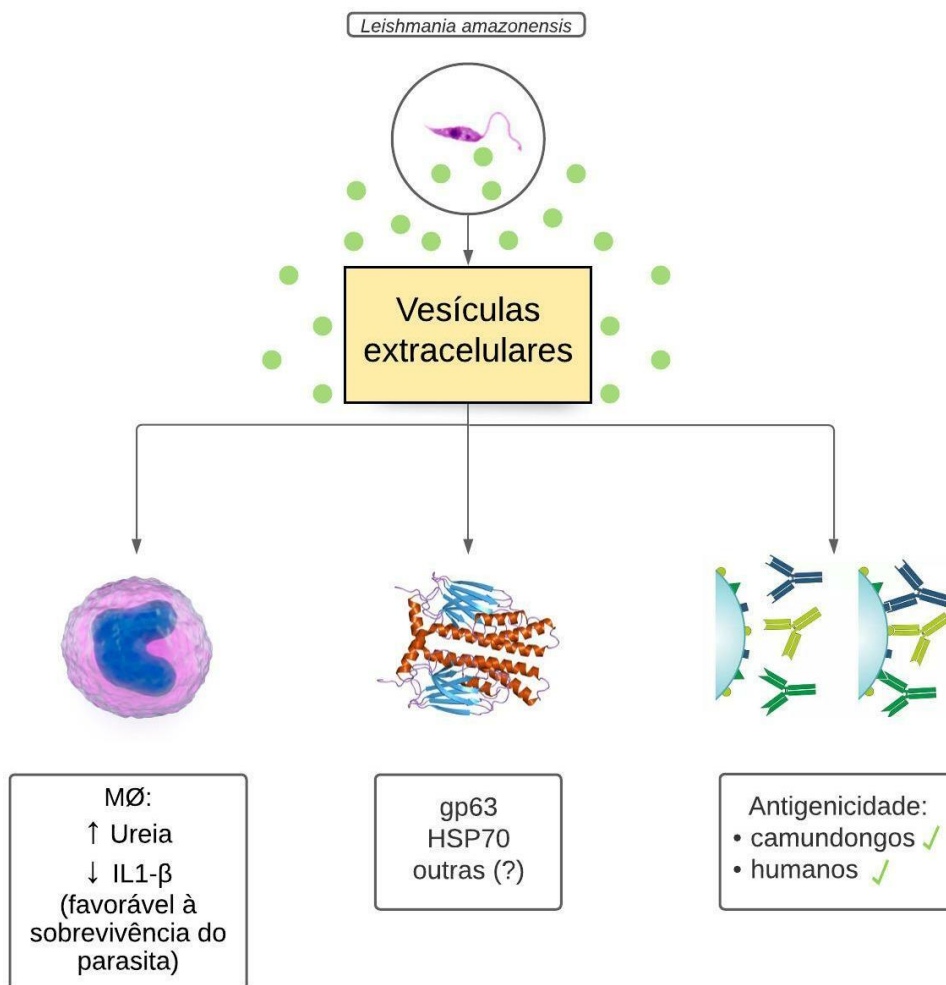 Leishmania amazonensis
Vesículas
extracelulares
MØ:
↑ Ureia
↓ IL1-β
(favorável à
sobrevivência do
parasita)
gp63
HSP70
outras (?)
Antigenicidade:
• camundongos ✓
• humanos ✓